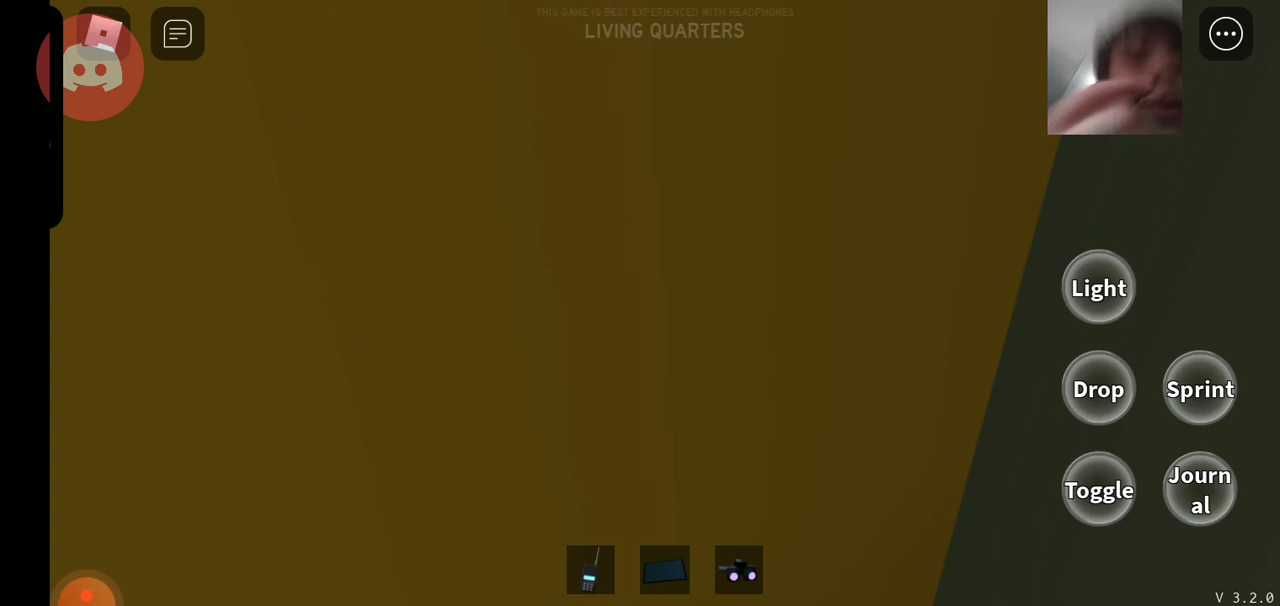 THIS GAME IS BEST EXPERIENCED WITH HEADPHONES
LIVING QUARTERS
Light
Drop
Sprint
Toggle
Journ
al
V 3.2.0